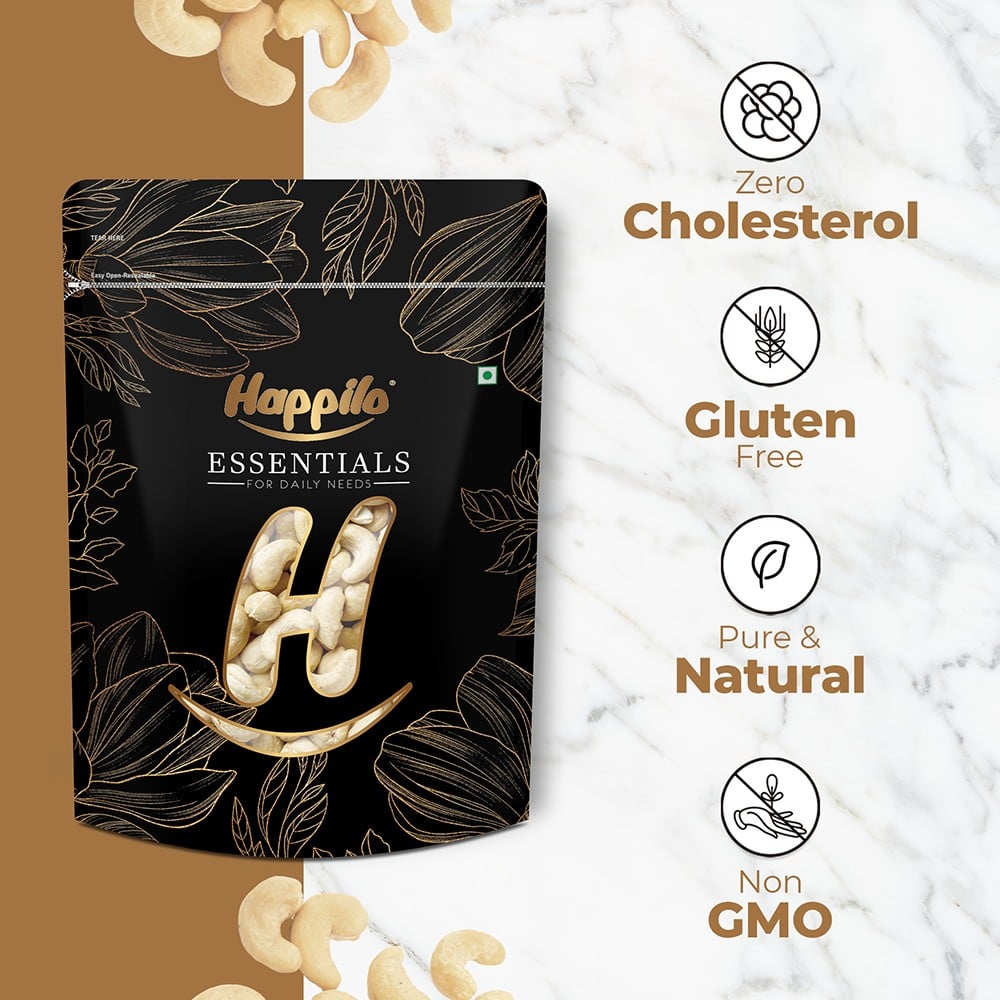 TEAR HERE
Easy Open-Resealable
Happilo®
ESSENTIALS
FOR DAILY NEEDS
Zero
Cholesterol
Gluten
Free
Pure &
Natural
Non
GMO